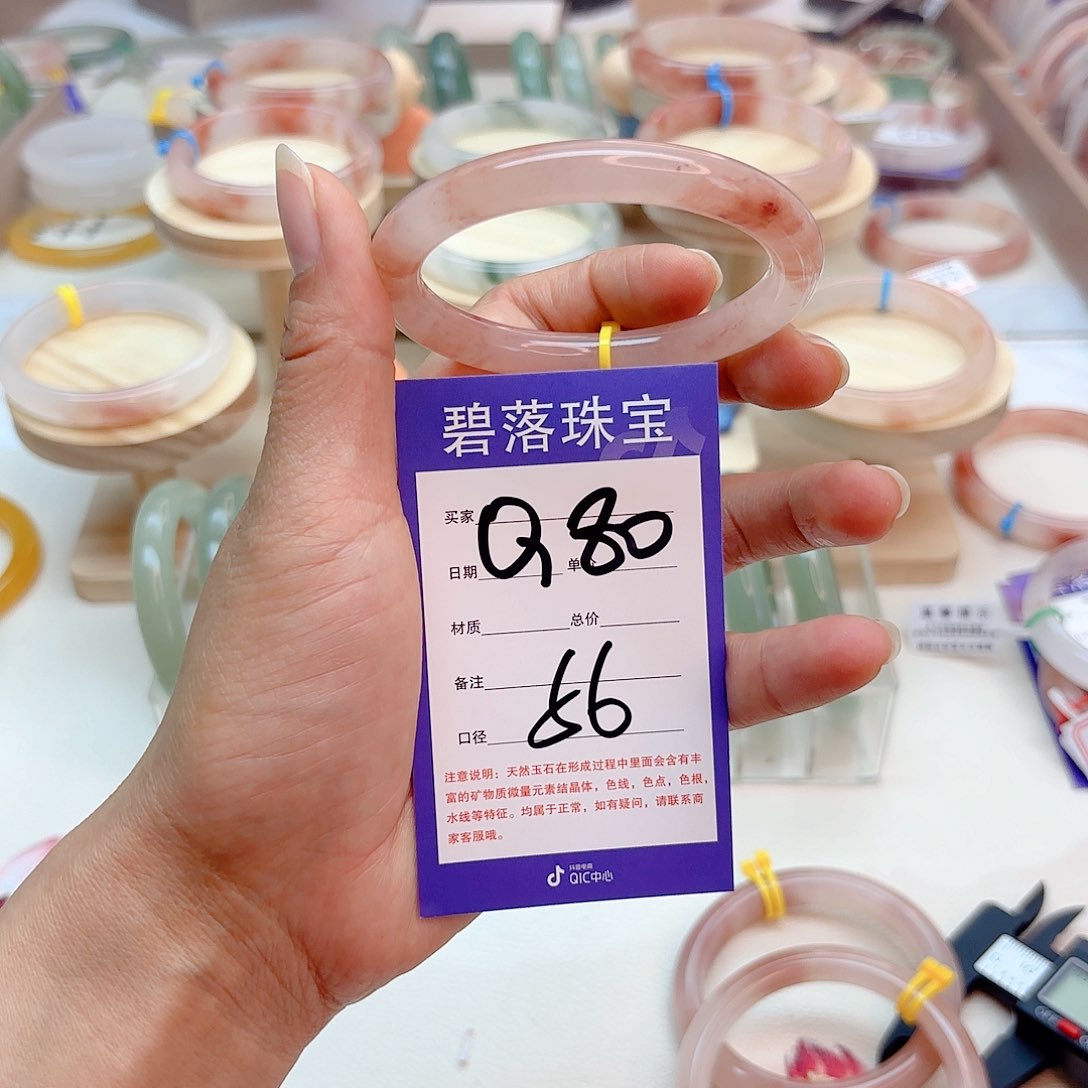 碧落珠宝
买家 Q 80
日期 单价
材质 总价
备注
口径 56
注意说明：天然玉石在形成过程中里面会含有丰
富的矿物质微量元素结晶体，色线，色点，色根，
水线等特征。均属于正常，如有疑问，请联系商
家客服哦。
抖音电商
QIC中心